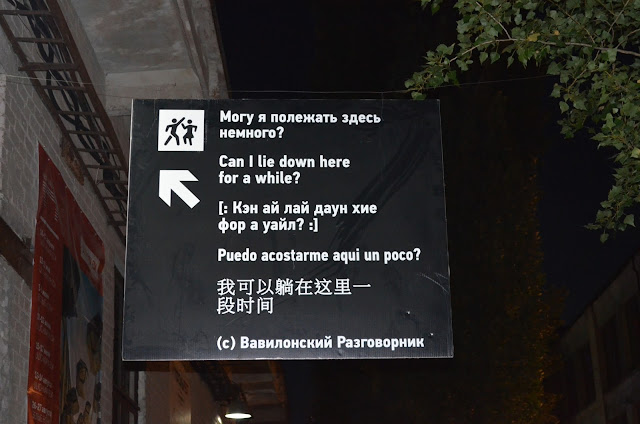 Могу я полежать здесь
немного?
Can I lie down here
for a while?
[: Кэн ай лай даун хие
фор а уайл? :]
Puedo acostarme aqui un poco?
我可以躺在这里一
段时间
(с) Вавилонский Разговорник